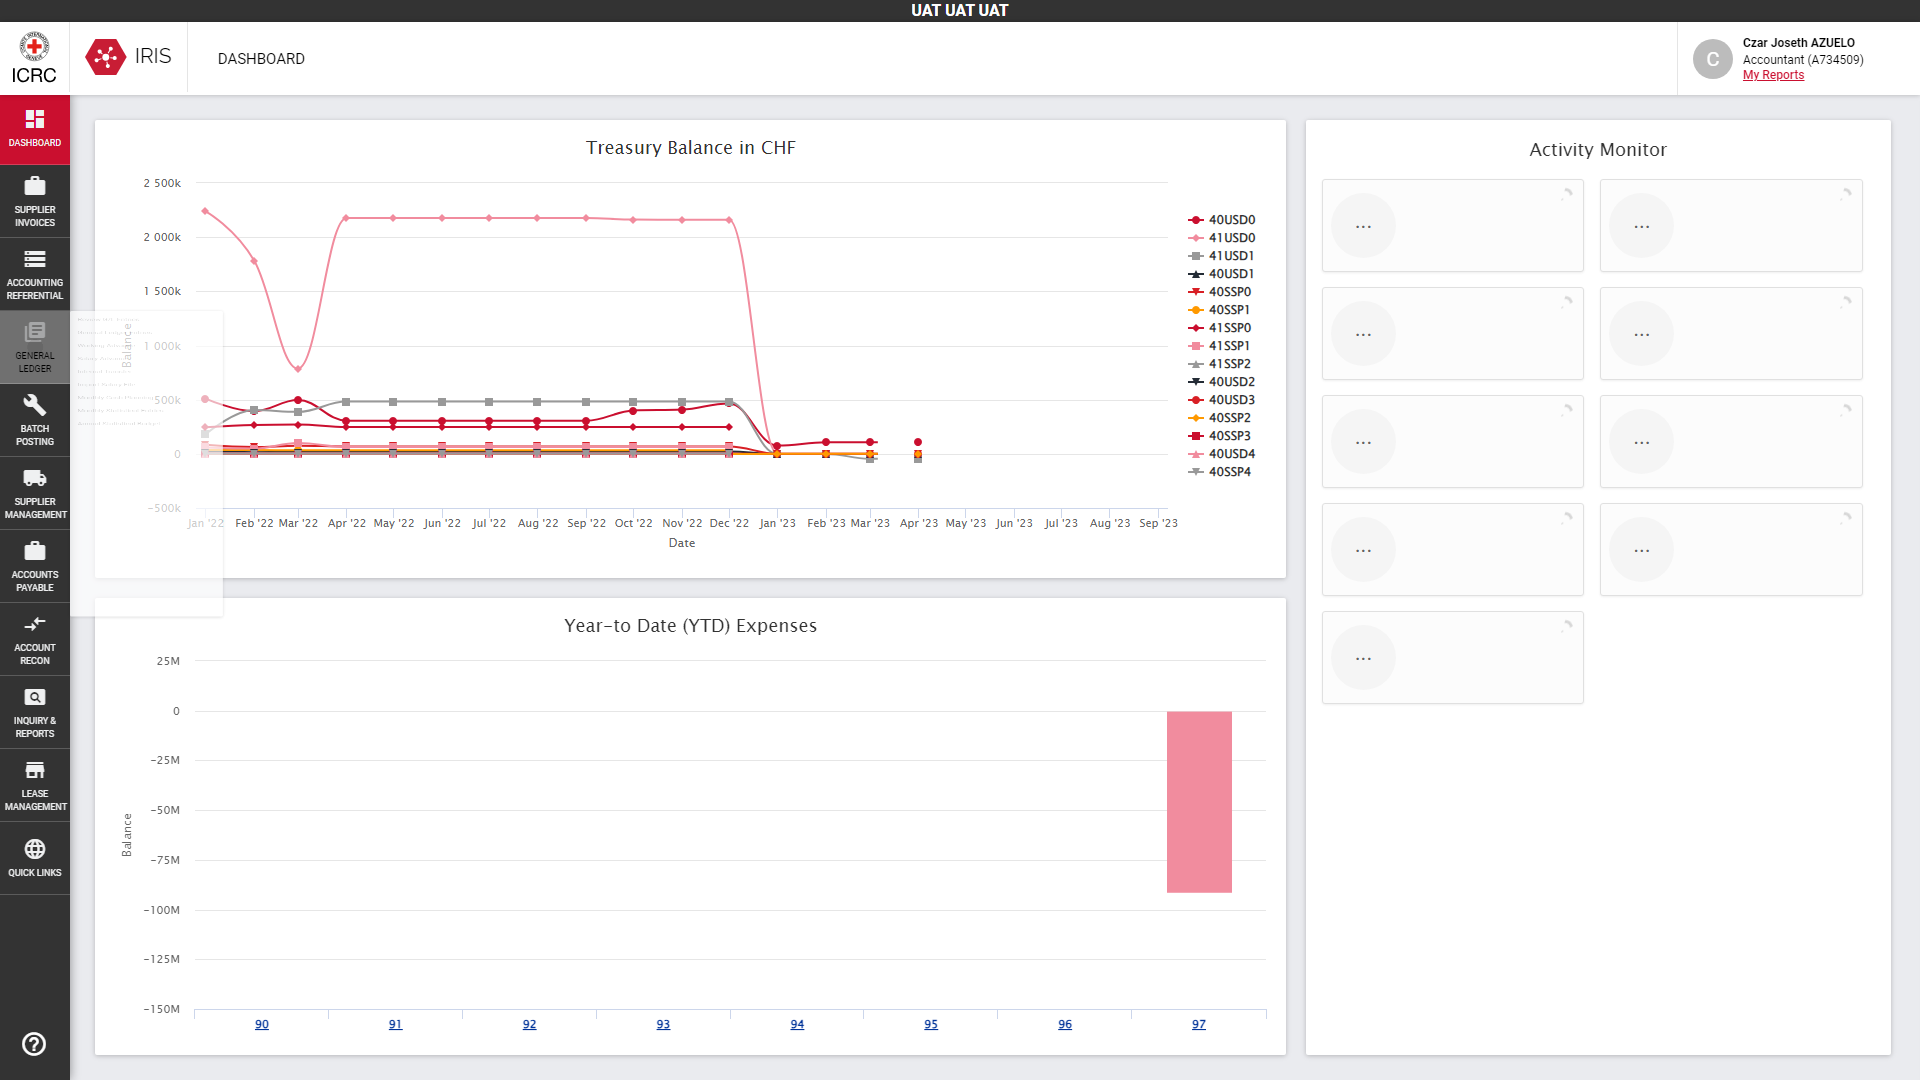 UAT UAT UAT
ICRC
IRIS
DASHBOARD
Czar Joseth AZUELO
Accountant (A734509)
My Reports
C
DASHBOARD
SUPPLIER
INVOICES
ACCOUNTING
REFERENTIAL
GENERAL
LEDGER
BATCH
POSTING
SUPPLIER
MANAGEMENT
ACCOUNTS
PAYABLE
ACCOUNT
RECON
INQUIRY &
REPORTS
LEASE
MANAGEMENT
QUICK LINKS
Treasury Balance in CHF
2 500k
2 000k
1 500k
1 000k
500k
0
-500k
Balance
Jan '22 Feb '22 Mar '22 Apr '22 May '22 Jun '22 Jul '22 Aug '22 Sep '22 Oct '22 Nov '22 Dec '22 Jan '23 Feb '23 Mar '23 Apr '23 May '23 Jun '23 Jul '23 Aug '23 Sep '23
Date
40USD0
41USD0
41USD1
40USD1
40SSP0
40SSP1
41SSP0
41SSP1
41SSP2
40USD2
40USD3
40SSP2
40SSP3
40USD4
40SSP4
Year-to Date (YTD) Expenses
25M
0
-25M
-50M
-75M
-100M
-125M
-150M
Balance
90 91 92 93 94 95 96 97
Activity Monitor
... ...
... ...
... ...
... ...
...